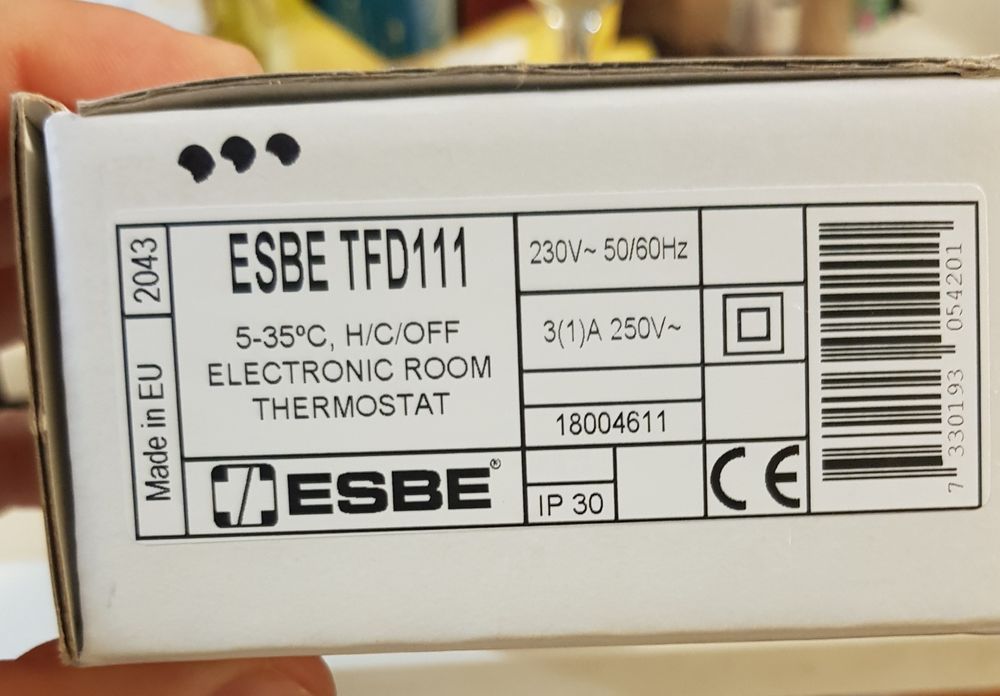 2043
Made in EU
ESBE TFD111
5-35ºC, H/C/OFF
ELECTRONIC ROOM
THERMOSTAT
ESBE®
230V~ 50/60Hz
3(1)A 250V~
18004611
IP 30
CE
7 330193 054201